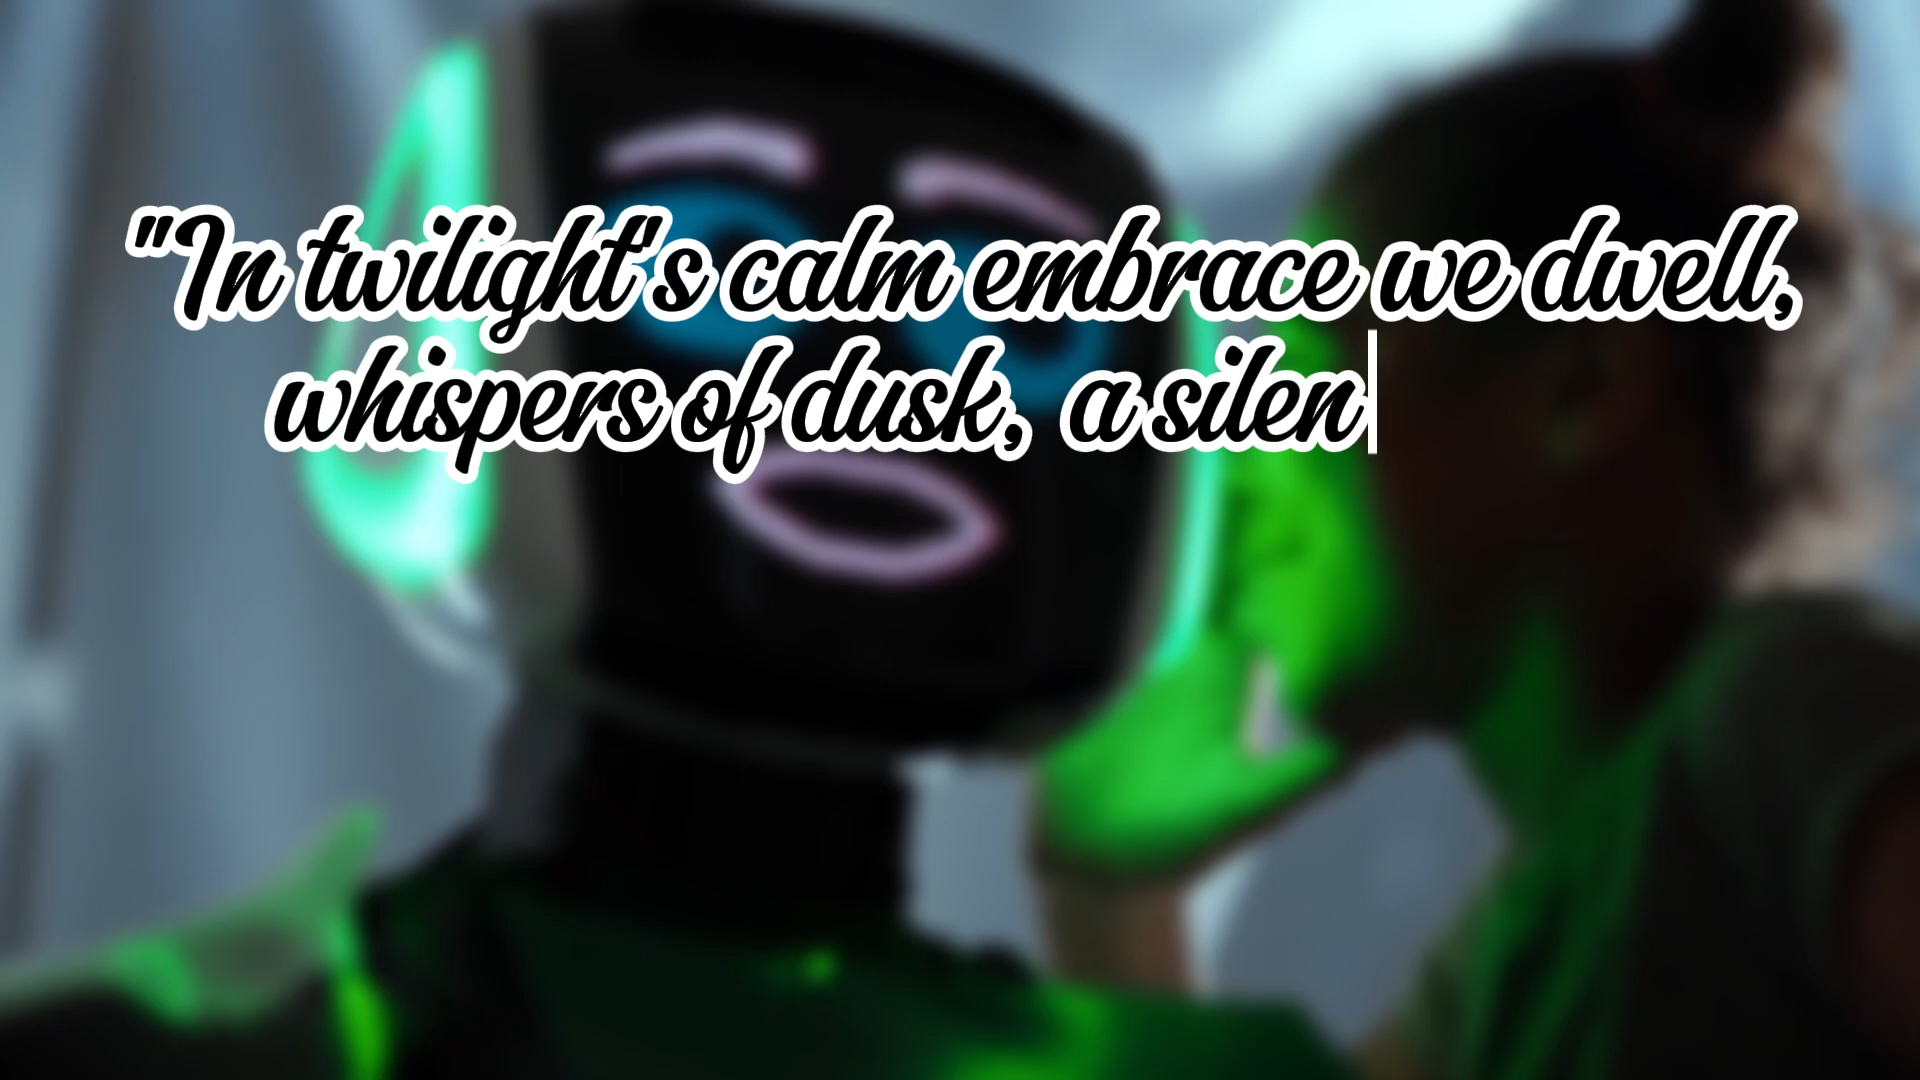 "In twilight's calm embrace we dwell,
whispers of dusk, a silen